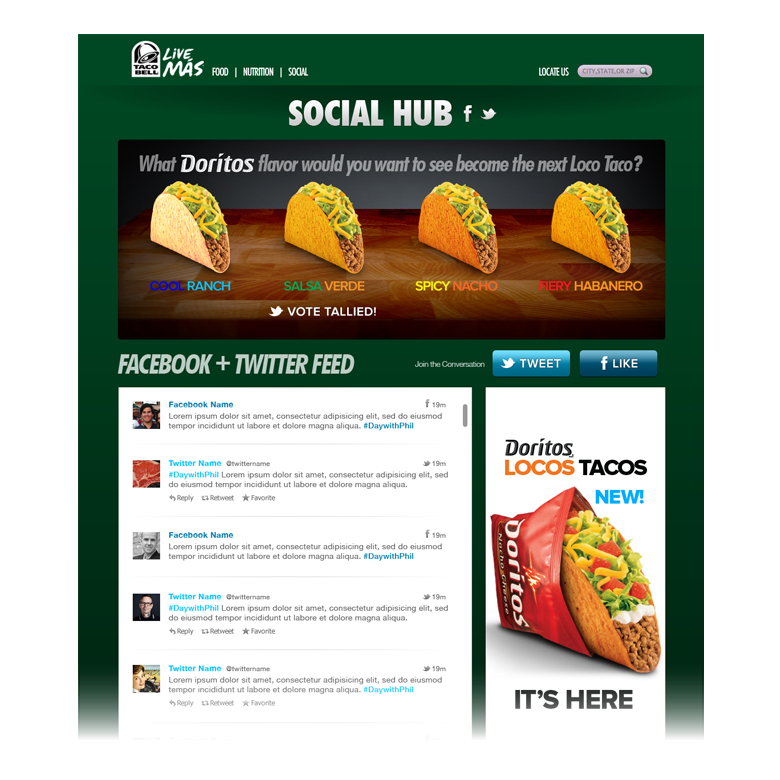 TACO BELL
LIVE MÁS
FOOD | NUTRITION | SOCIAL
LOCATE US
CITY,STATE,OR ZIP
SOCIAL HUB
What Doritos flavor would you want to see become the next Loco Taco?
COOL RANCH
SALSA VERDE
SPICY NACHO
FIERY HABANERO
VOTE TALLIED!
FACEBOOK + TWITTER FEED
Join the Conversation
TWEET
LIKE
Facebook Name
19m
Lorem ipsum dolor sit amet, consectetur adipisicing elit, sed do eiusmod
tempor incididunt ut labore et dolore magna aliqua. #DaywithPhil
Twitter Name @twittername
19m
#DaywithPhil Lorem ipsum dolor sit amet, consectetur adipisicing elit, sed
do eiusmod tempor incididunt ut labore et dolore magna aliqua.
Reply Retweet Favorite
Facebook Name
19m
Lorem ipsum dolor sit amet, consectetur adipisicing elit, sed do eiusmod
tempor incididunt ut labore et dolore magna aliqua. #DaywithPhil
Twitter Name @twittername
19m
#DaywithPhil Lorem ipsum dolor sit amet, consectetur adipisicing elit, sed
do eiusmod tempor incididunt ut labore et dolore magna aliqua.
Reply Retweet Favorite
Twitter Name @twittername
19m
Lorem ipsum dolor sit amet, consectetur adipisicing elit, sed do eiusmod
tempor incididunt ut labore et dolore magna aliqua. #DaywithPhil
Reply Retweet Favorite
Doritos
LOCOS TACOS
NEW!
Doritos
Nacho Cheese
IT'S HERE